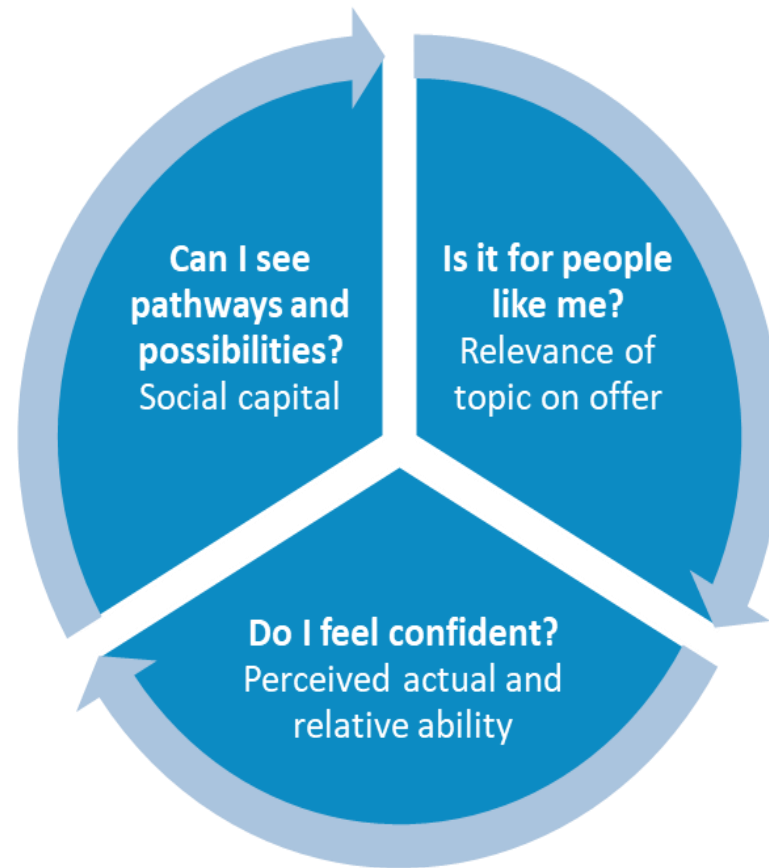 Can I see
pathways and
possibilities?
Social capital
Is it for people
like me?
Relevance of
topic on offer
Do I feel confident?
Perceived actual and
relative ability